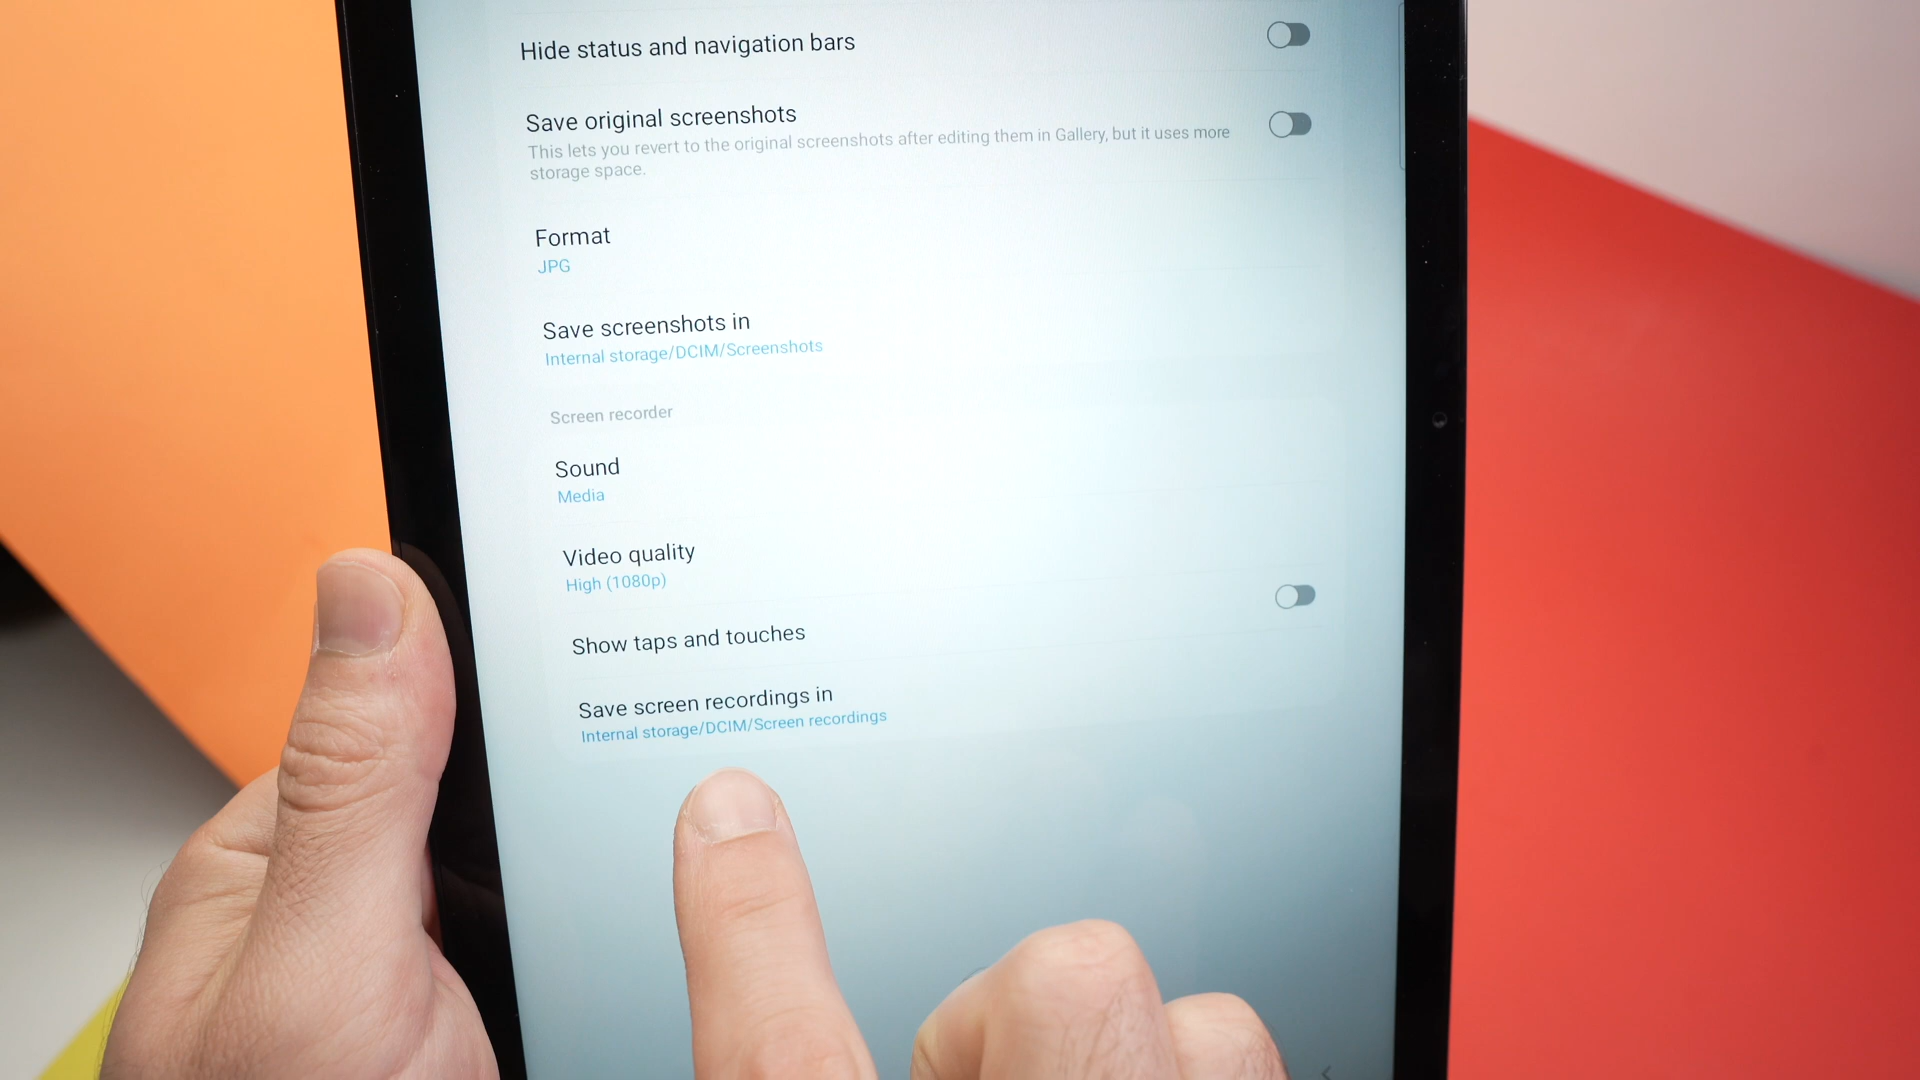 Hide status and navigation bars
Save original screenshots
This lets you revert to the original screenshots after editing them in Gallery, but it uses more
storage space.
Format
JPG
Save screenshots in
Internal storage/DCIM/Screenshots
Screen recorder
Sound
Media
Video quality
High (1080p)
Show taps and touches
Save screen recordings in
Internal storage/DCIM/Screen recordings